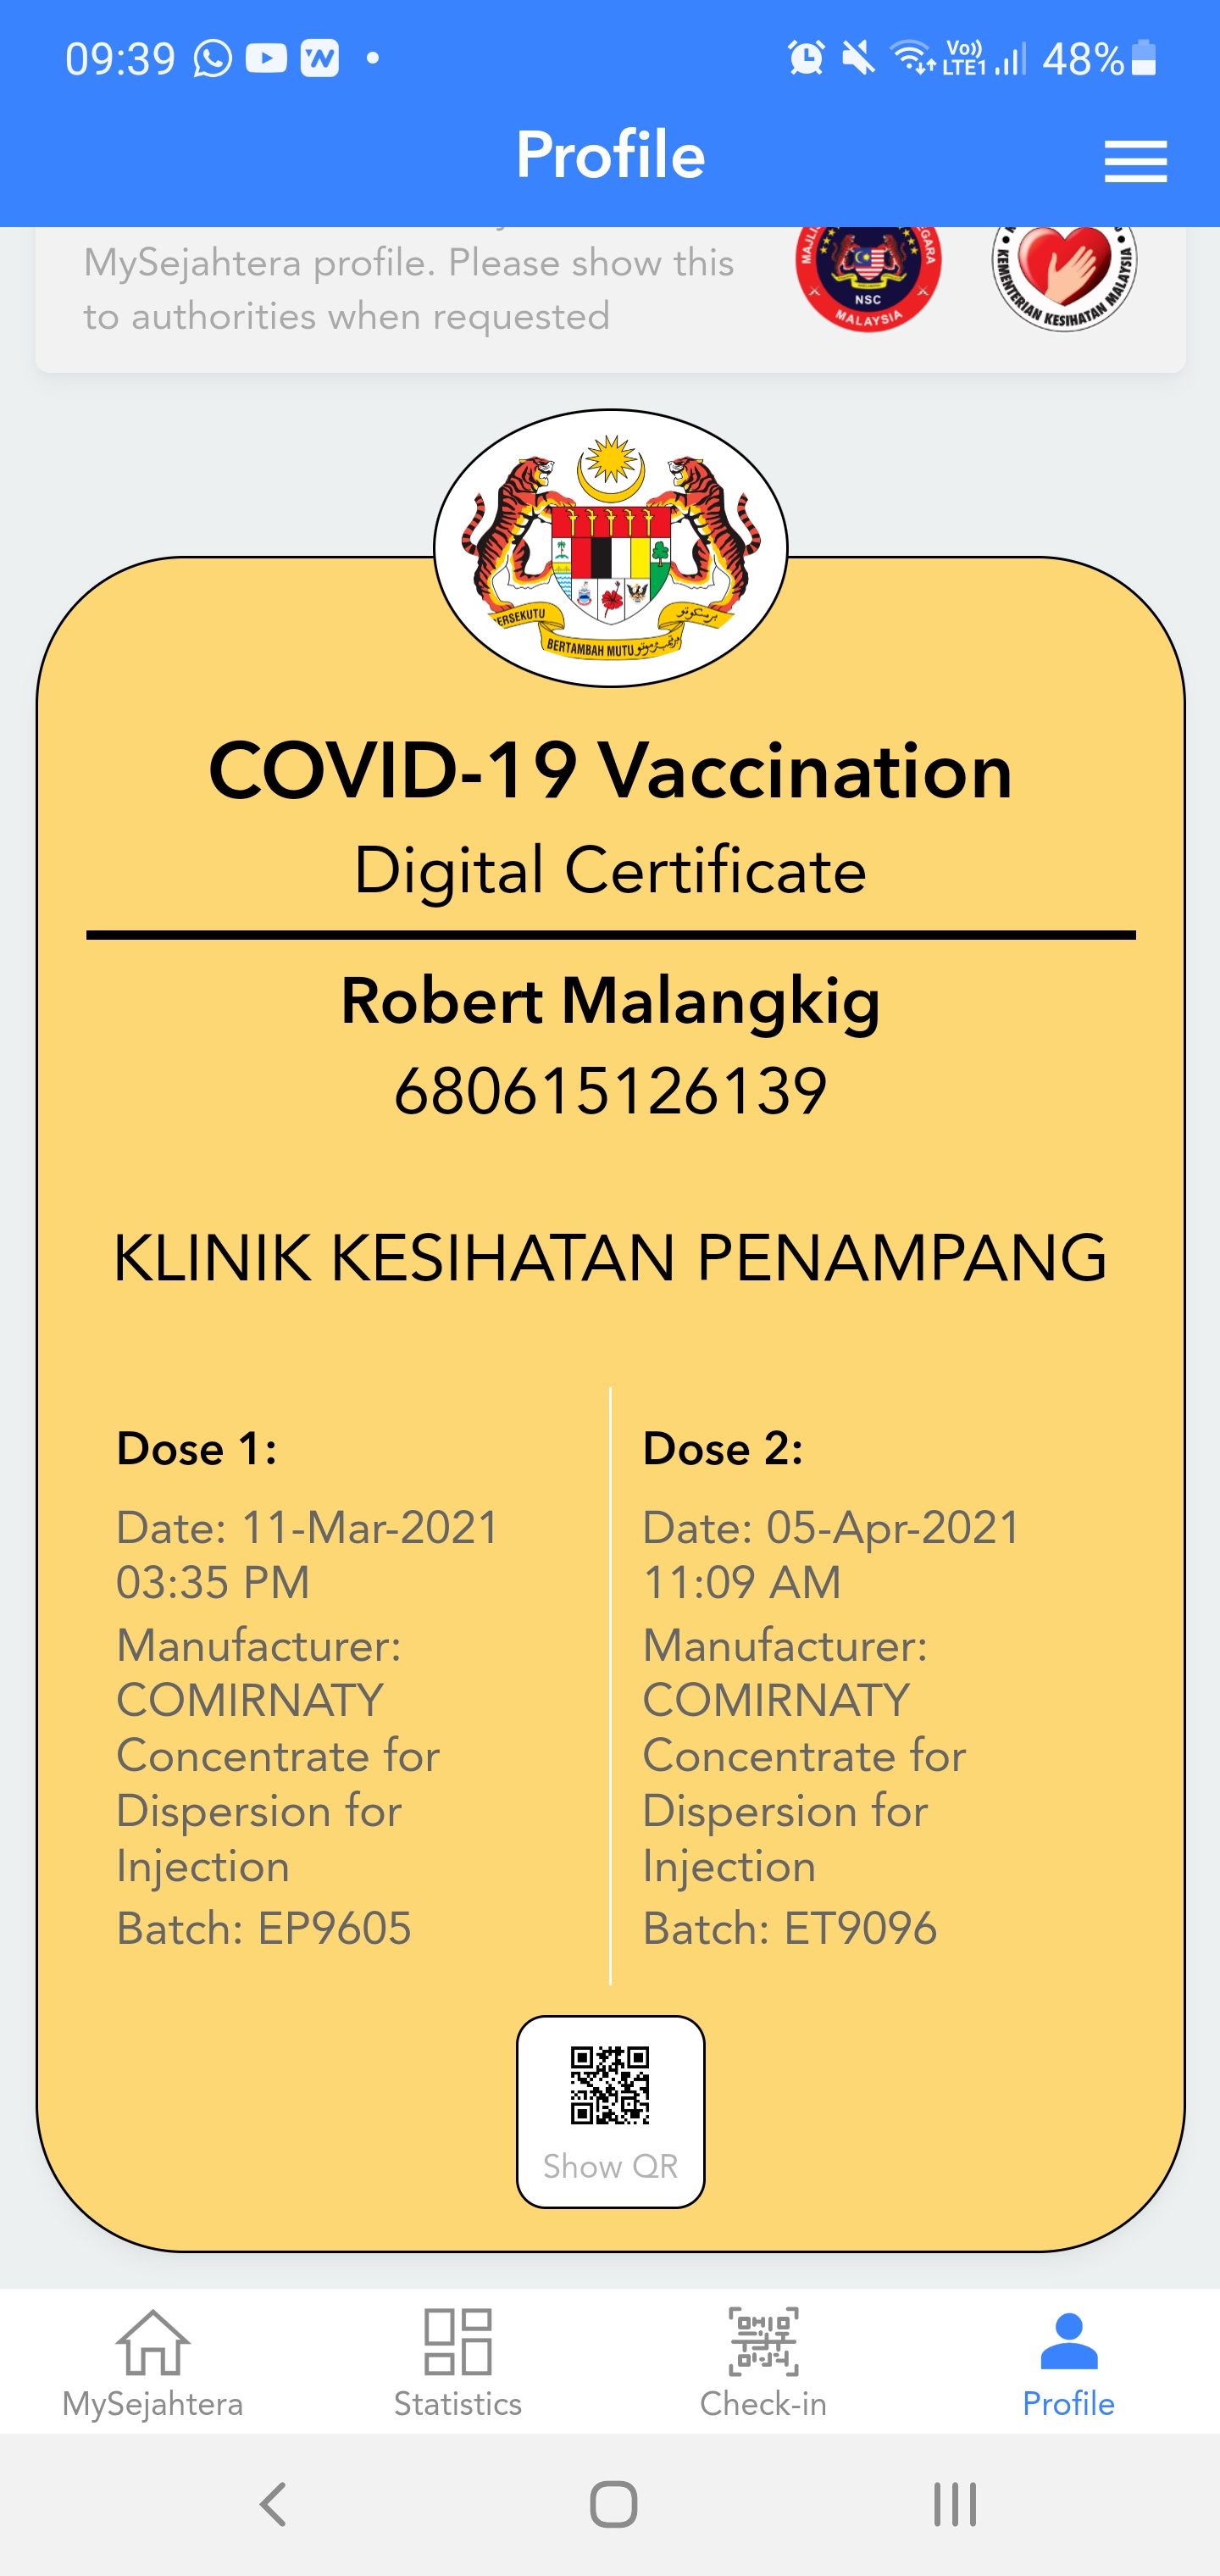 09:39
Vo))
LTE1
48%
Profile
MySejahtera profile. Please show this
to authorities when requested
NSC
MALAYSIA
KEMENTERIAN KESIHATAN MALAYSIA
BERTAMBAH MUTU
COVID-19 Vaccination
Digital Certificate
Robert Malangkig
680615126139
KLINIK KESIHATAN PENAMPANG
Dose 1:
Date: 11-Mar-2021
03:35 PM
Manufacturer:
COMIRNATY
Concentrate for
Dispersion for
Injection
Batch: EP9605
Dose 2:
Date: 05-Apr-2021
11:09 AM
Manufacturer:
COMIRNATY
Concentrate for
Dispersion for
Injection
Batch: ET9096
Show QR
MySejahtera
Statistics
Check-in
Profile